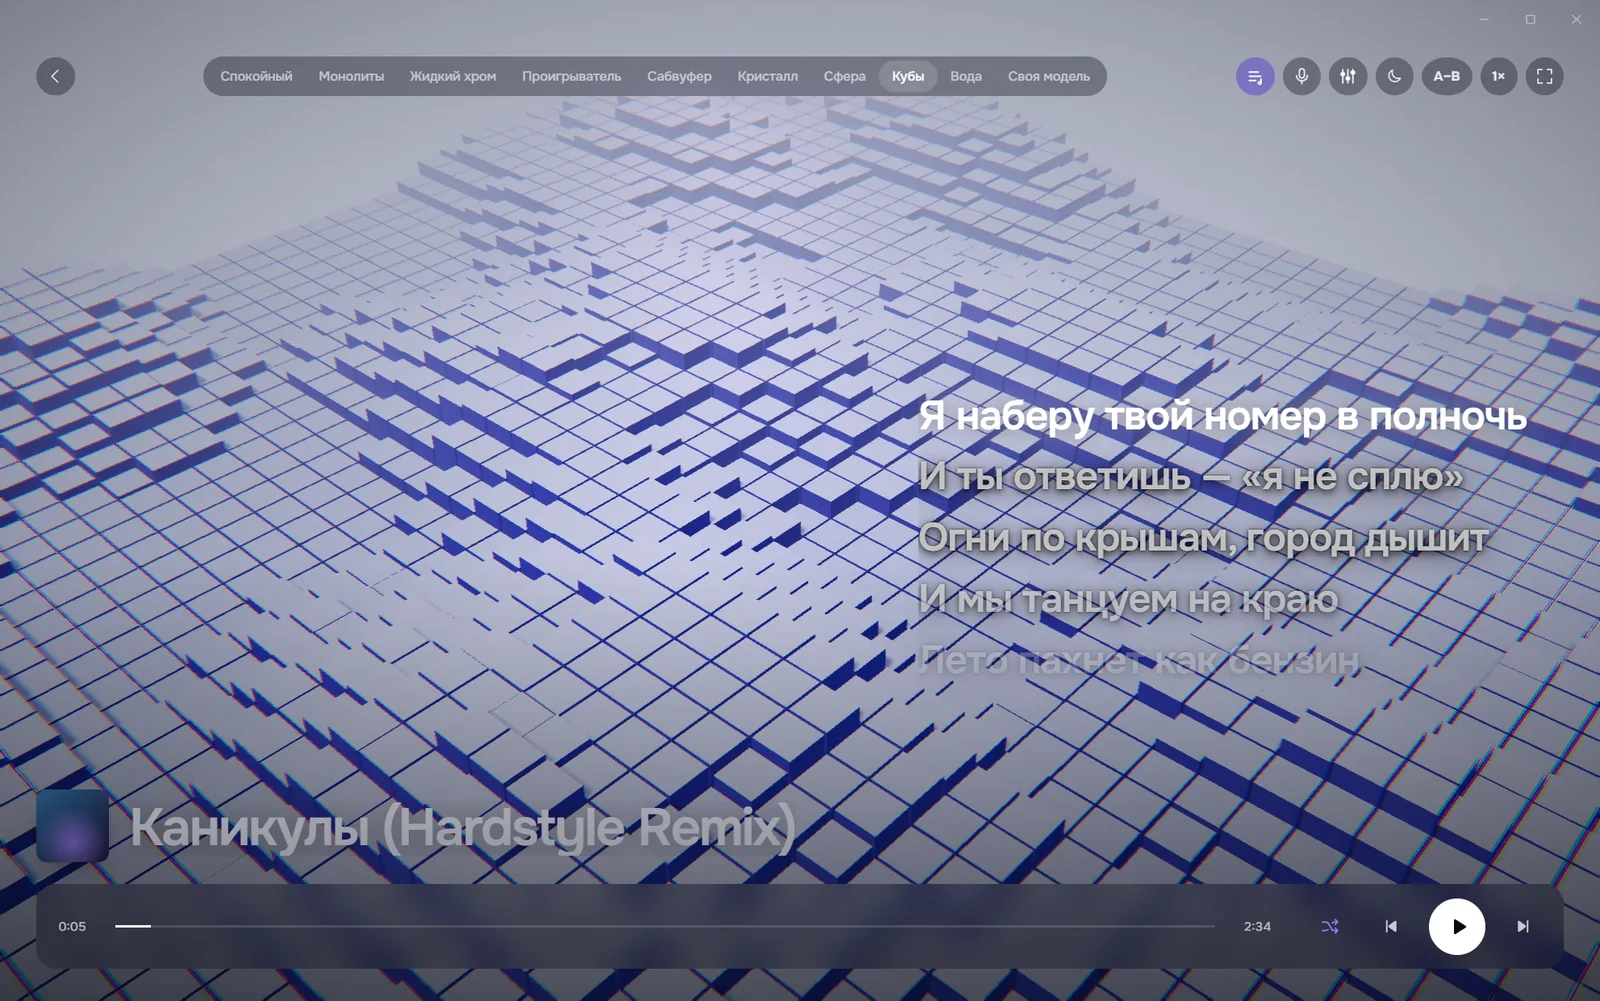 Спокойный Монолиты Жидкий хром Проигрыватель Сабвуфер Кристалл Сфера Кубы Вода Своя модель A–B 1×
Я наберу твой номер в полночь
И ты ответишь — «я не сплю»
Огни по крышам, город дышит
И мы танцуем на краю
Лето пахнет как бензин
Каникулы (Hardstyle Remix)
0:05 2:34